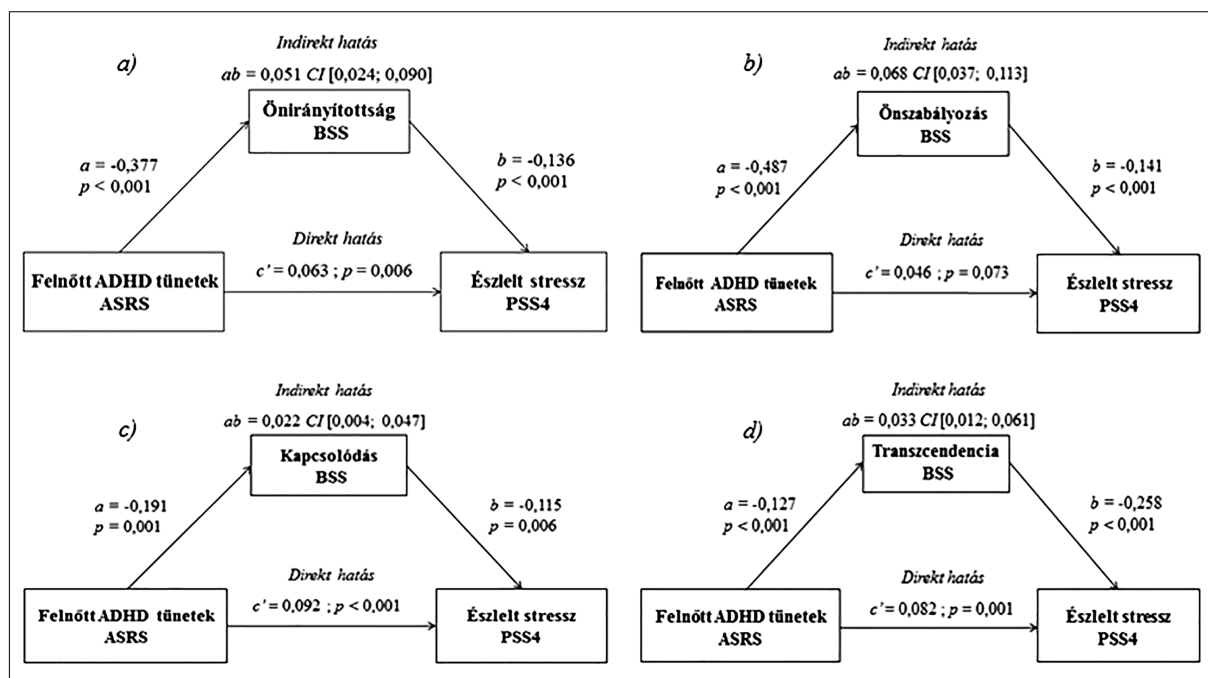 a)
Indirekt hatás
ab = 0,051 CI [0,024; 0,090]
Önirányítottság
BSS
a = -0,377
p < 0,001
b = -0,136
p < 0,001
Direkt hatás
c' = 0,063 ; p = 0,006
Felnőtt ADHD tünetek
ASRS
Észlelt stressz
PSS4
b)
Indirekt hatás
ab = 0,068 CI [0,037; 0,113]
Önszabályozás
BSS
a = -0,487
p < 0,001
b = -0,141
p < 0,001
Direkt hatás
c' = 0,046 ; p = 0,073
Felnőtt ADHD tünetek
ASRS
Észlelt stressz
PSS4
c)
Indirekt hatás
ab = 0,022 CI [0,004; 0,047]
Kapcsolódás
BSS
a = -0,191
p = 0,001
b = -0,115
p = 0,006
Direkt hatás
c' = 0,092 ; p < 0,001
Felnőtt ADHD tünetek
ASRS
Észlelt stressz
PSS4
d)
Indirekt hatás
ab = 0,033 CI [0,012; 0,061]
Transzcendencia
BSS
a = -0,127
p < 0,001
b = -0,258
p < 0,001
Direkt hatás
c' = 0,082 ; p = 0,001
Felnőtt ADHD tünetek
ASRS
Észlelt stressz
PSS4